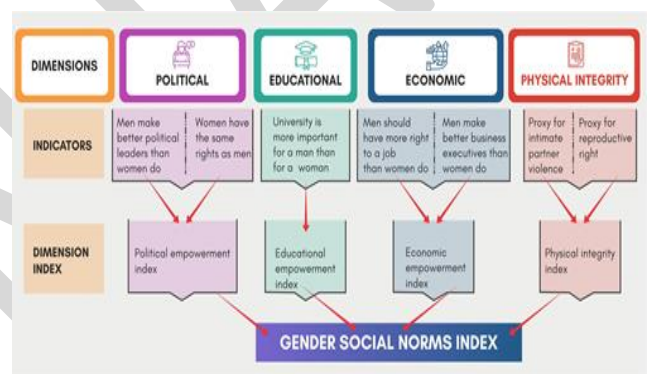 DIMENSIONS
POLITICAL
EDUCATIONAL
ECONOMIC
PHYSICAL INTEGRITY
INDICATORS
Men make
better political
leaders than
women do
Women have
the same
rights as men
University is
more important
for a man than
for a woman
Men should
have more right
to a job
than women do
Men make
better business
executives than
women do
Proxy for
intimate
partner
violence
Proxy for
reproductive
right
DIMENSION
INDEX
Political empowerment
index
Educational
empowerment
index
Economic
empowerment
index
Physical integrity
index
GENDER SOCIAL NORMS INDEX